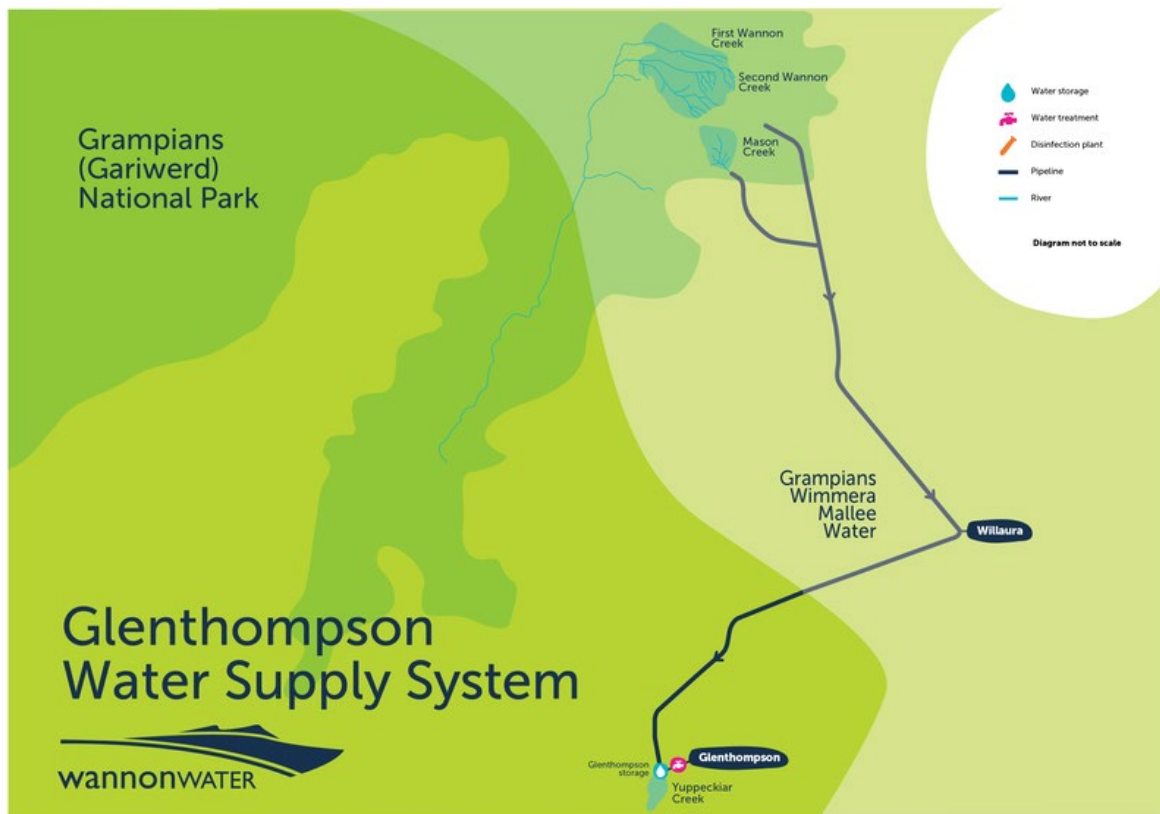 First Wannon
Creek
Second Wannon
Creek
Mason
Creek
Grampians
(Gariwerd)
National Park
Water storage
Water treatment
Disinfection plant
Pipeline
River
Diagram not to scale
Grampians
Wimmera
Mallee
Water
Willaura
Glenthompson
Water Supply System
wannonWATER
Glenthompson
storage
Glenthompson
Yuppeckiar
Creek